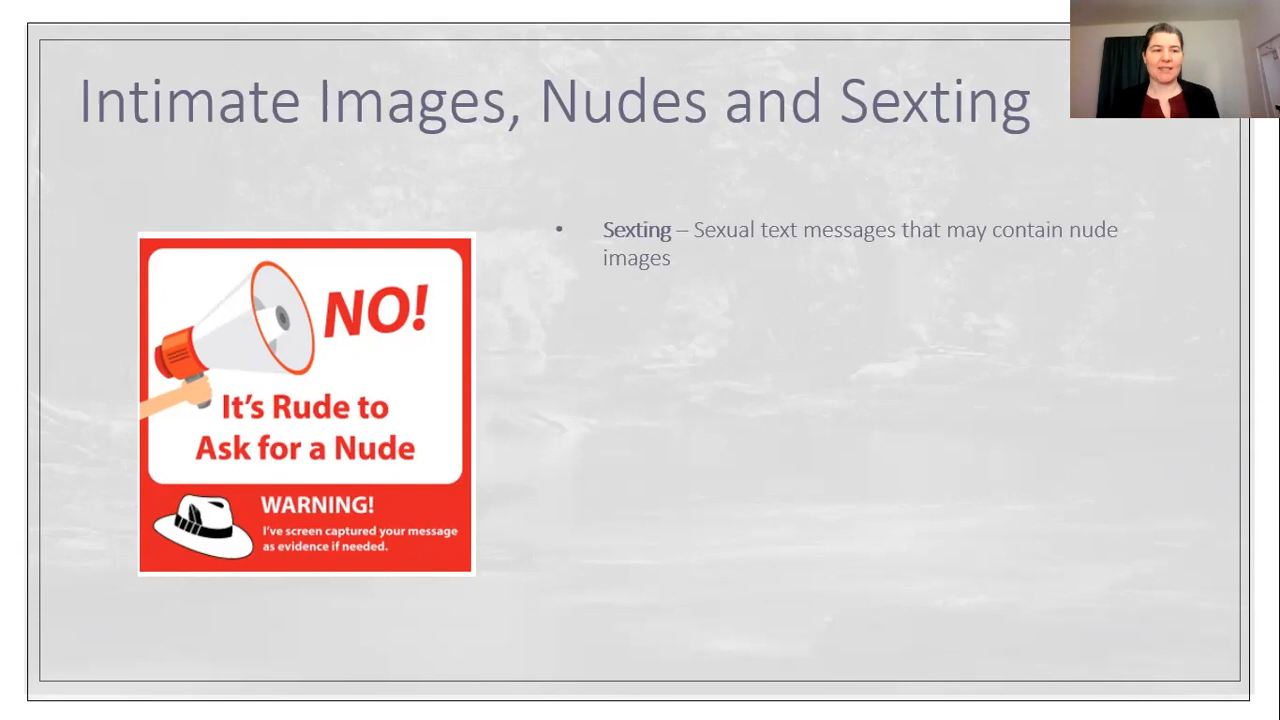 Intimate Images, Nudes and Sexting
• Sexting – Sexual text messages that may contain nude
images
NO!
It's Rude to
Ask for a Nude
WARNING!
I've screen captured your message
as evidence if needed.